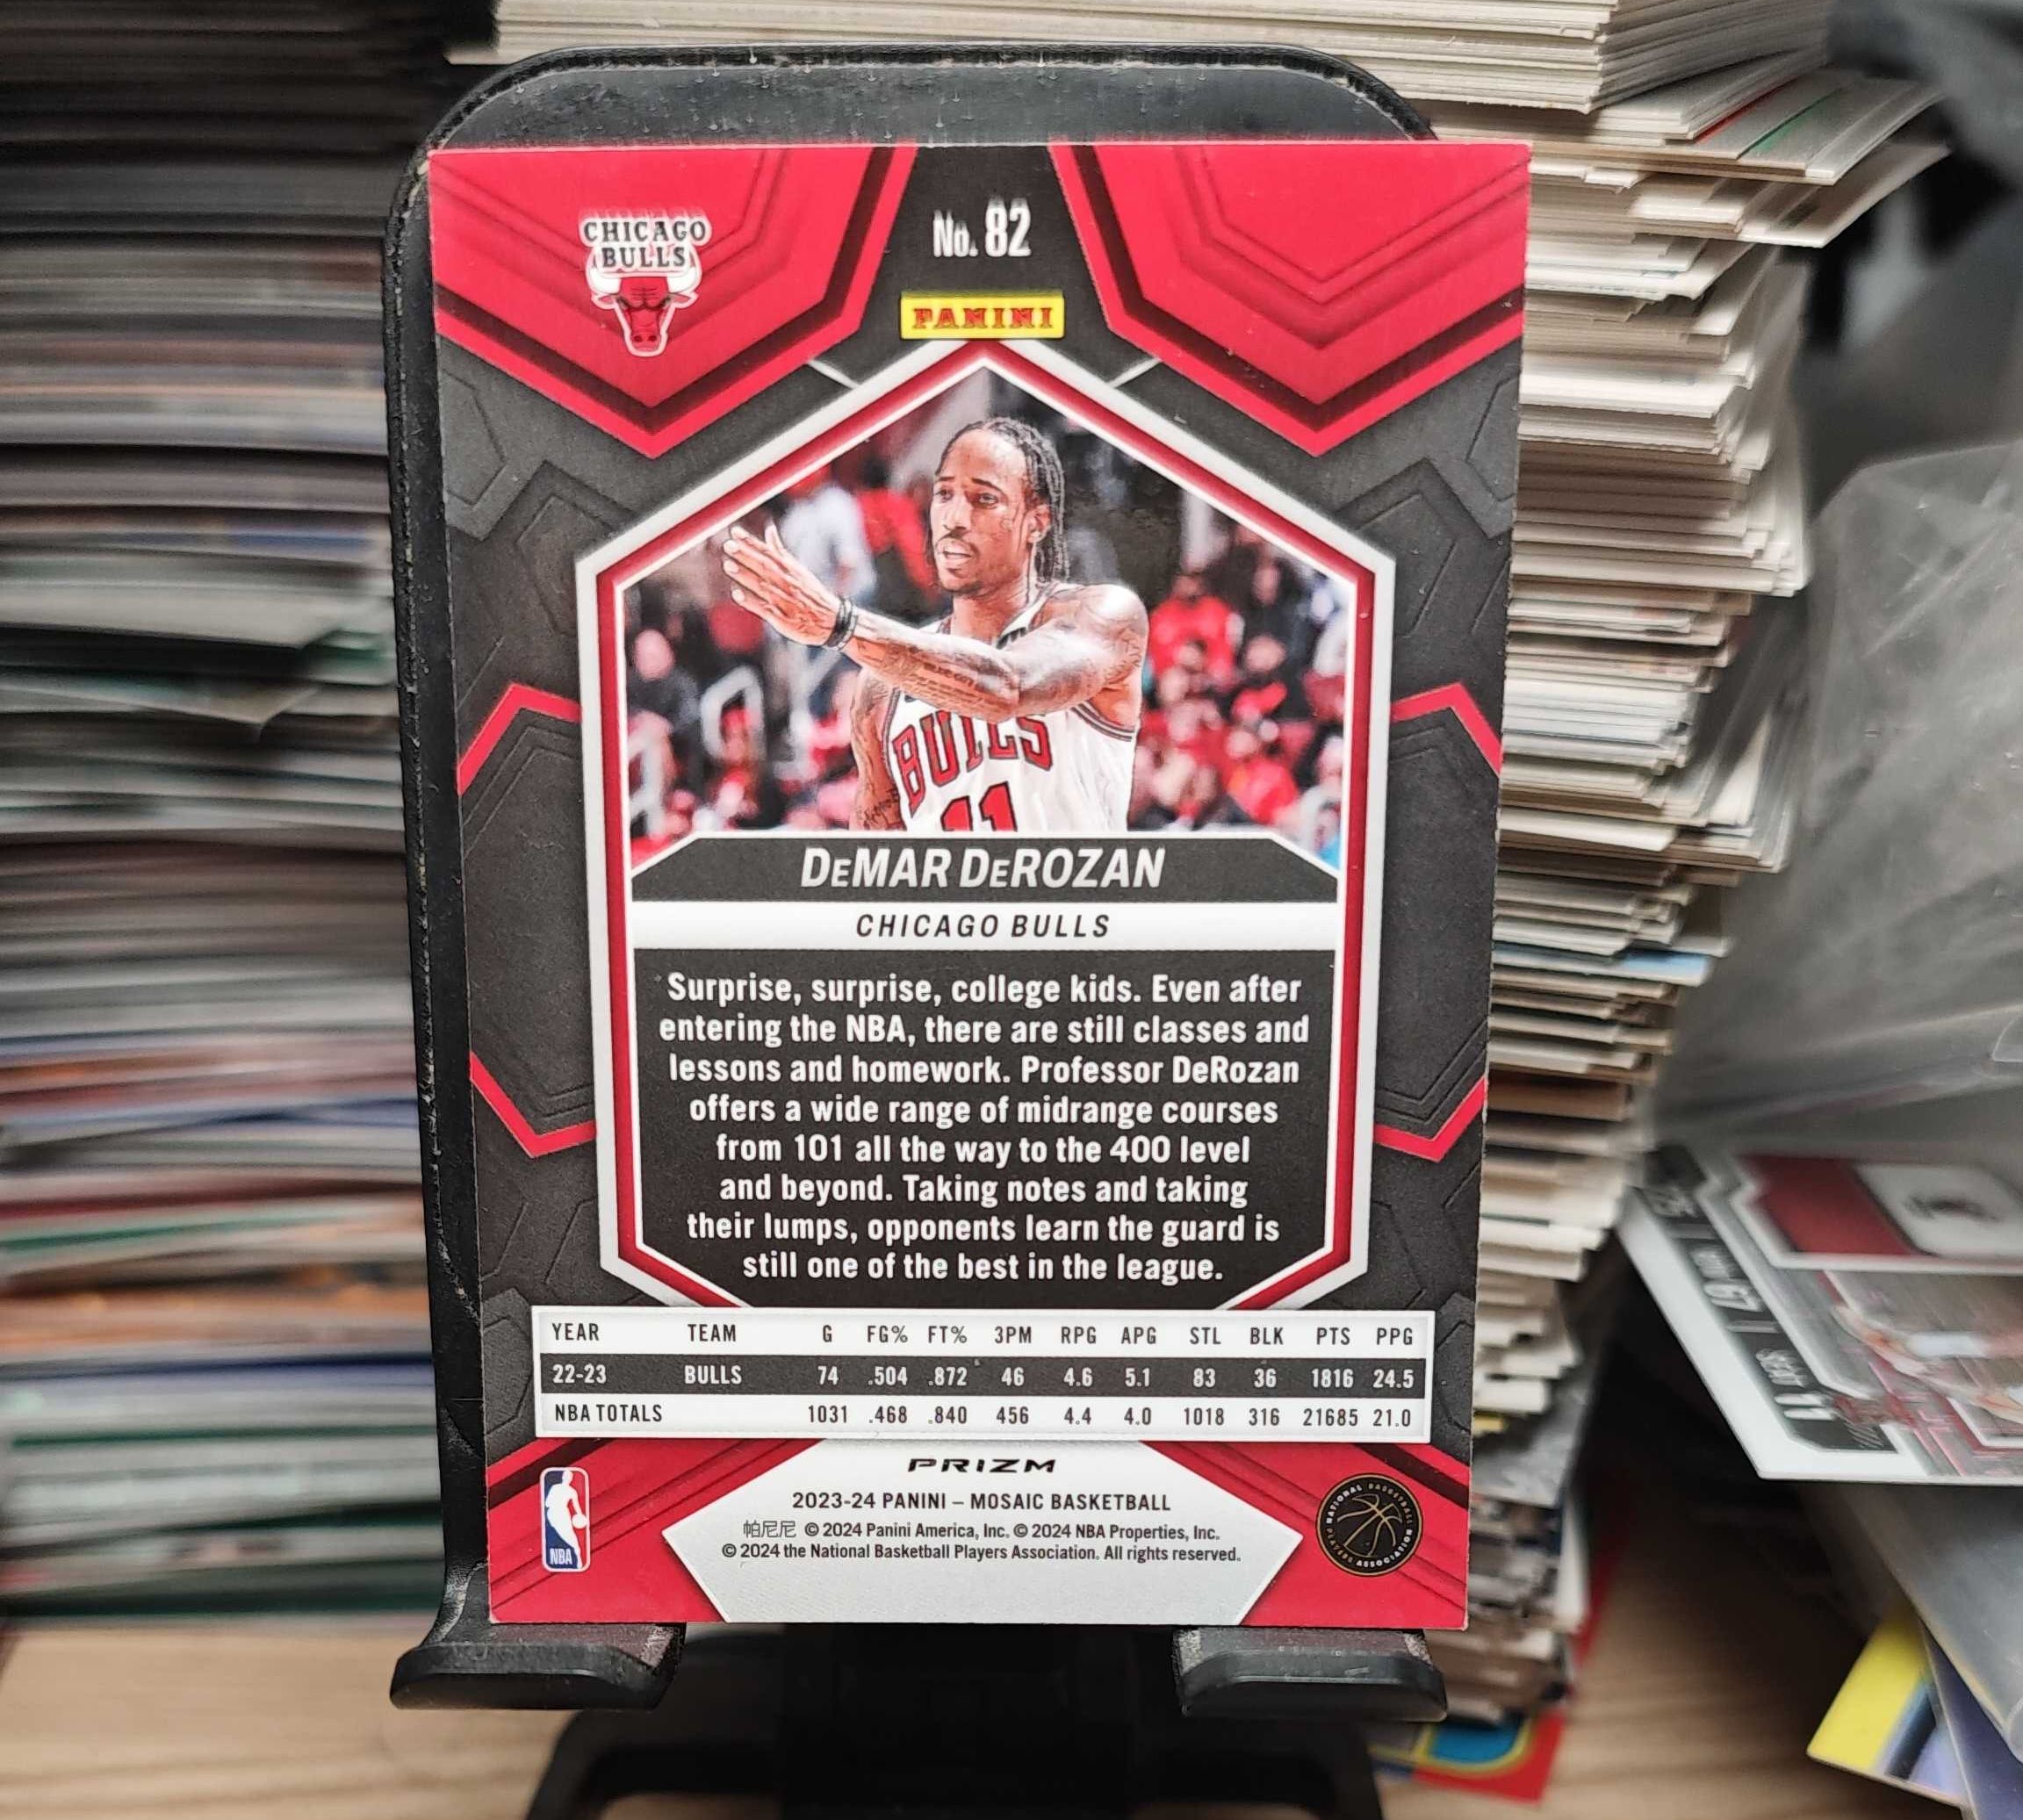 CHICAGO
BULLS
No. 82
PANINI
BULLS
11
DEMAR DEROZAN
CHICAGO BULLS
Surprise, surprise, college kids. Even after
entering the NBA, there are still classes and
lessons and homework. Professor DeRozan
offers a wide range of midrange courses
from 101 all the way to the 400 level
and beyond. Taking notes and taking
their lumps, opponents learn the guard is
still one of the best in the league.
YEAR TEAM G FG% FT% 3PM RPG APG STL BLK PTS PPG
22-23 BULLS 74 .504 .872 46 4.6 5.1 83 36 1816 24.5
NBA TOTALS 1031 .468 .840 456 4.4 4.0 1018 316 21685 21.0
PRIZM
2023-24 PANINI – MOSAIC BASKETBALL
帕尼尼 © 2024 Panini America, Inc. © 2024 NBA Properties, Inc.
© 2024 the National Basketball Players Association. All rights reserved.
NBA
NATIONAL BASKETBALL
PLAYERS ASSOCIATION